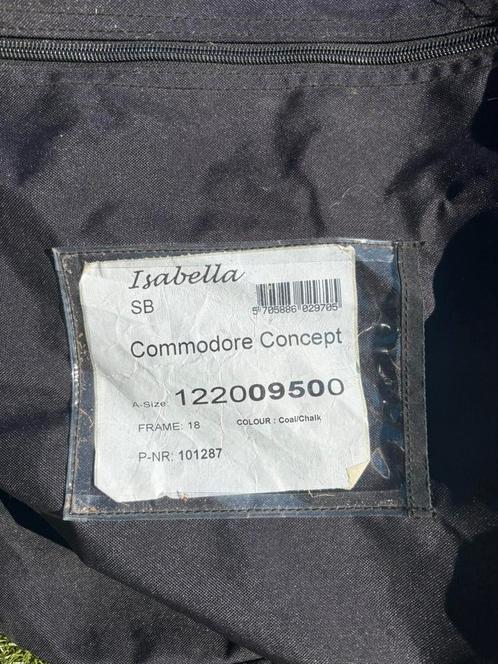 Isabella
SB
5 705886 029705
Commodore Concept
A-Size: 122009500
FRAME: 18
COLOUR : Coal/Chalk
P-NR: 101287